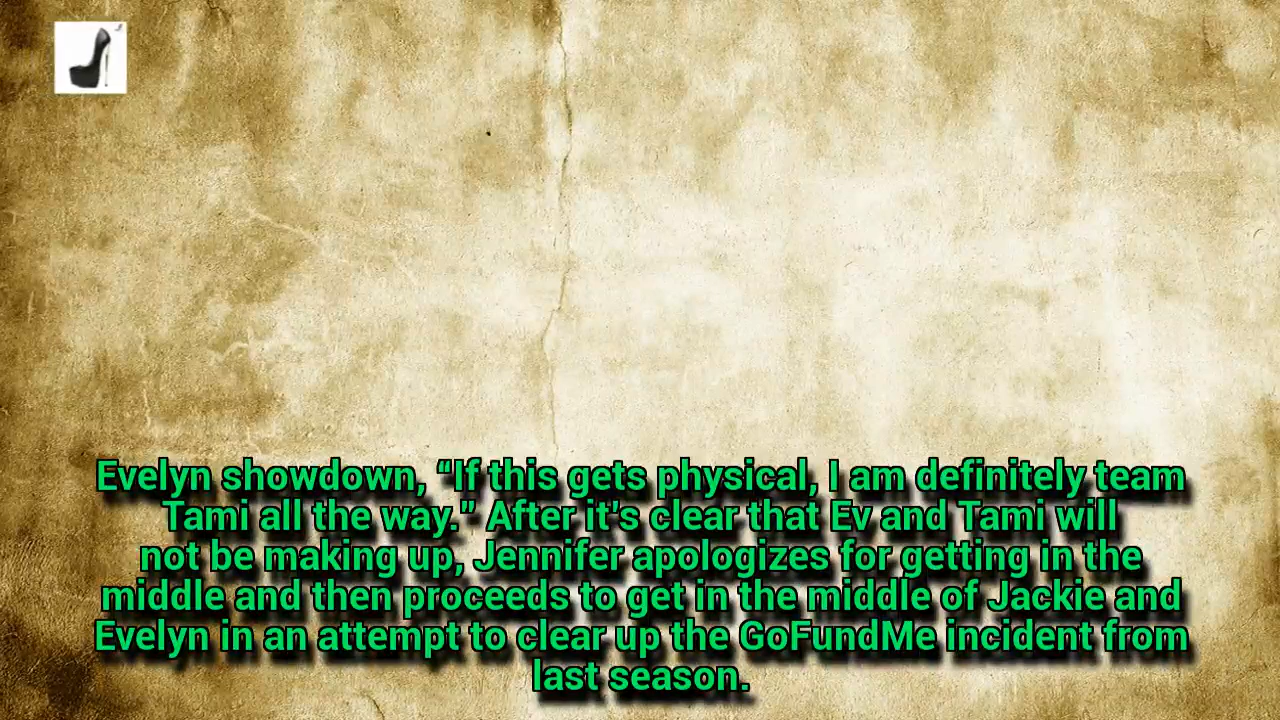 Evelyn showdown, “If this gets physical, I am definitely team
Tami all the way.” After it's clear that Ev and Tami will
not be making up, Jennifer apologizes for getting in the
middle and then proceeds to get in the middle of Jackie and
Evelyn in an attempt to clear up the GoFundMe incident from
last season.